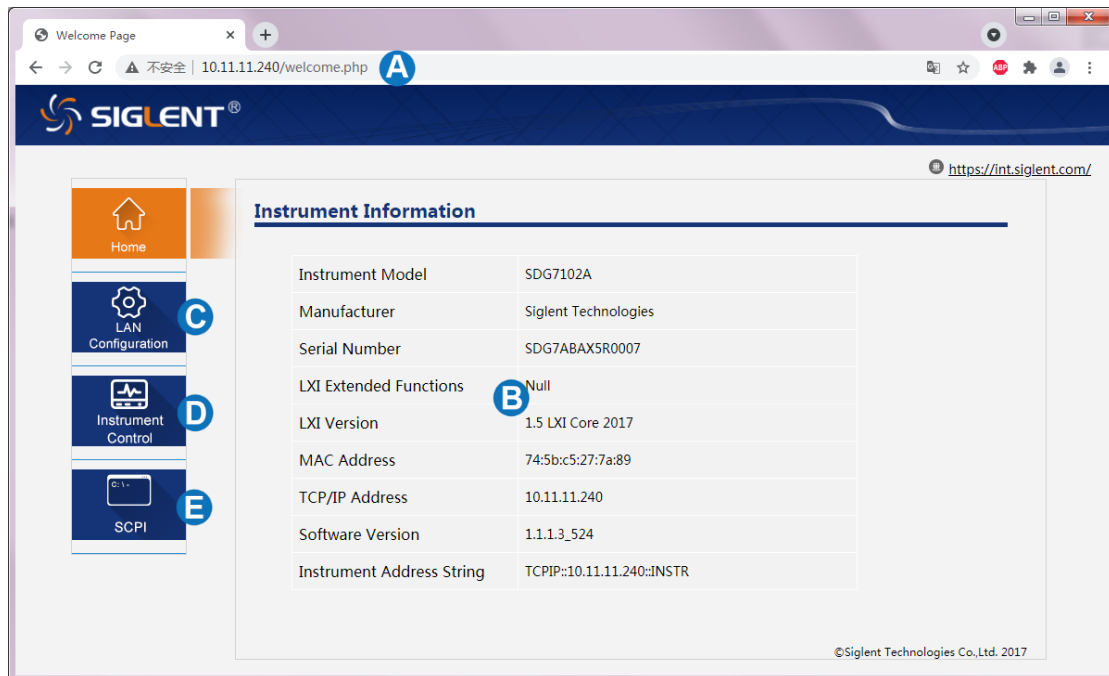 Welcome Page
不安全 | 10.11.11.240/welcome.php
A
ABP
SIGLENT®
https://int.siglent.com/
Home
LAN
Configuration
C
Instrument
Control
D
C:\-
SCPI
E
Instrument Information
Instrument Model SDG7102A
Manufacturer Siglent Technologies
Serial Number SDG7ABAX5R0007
LXI Extended Functions Null
B
LXI Version 1.5 LXI Core 2017
MAC Address 74:5b:c5:27:7a:89
TCP/IP Address 10.11.11.240
Software Version 1.1.1.3_524
Instrument Address String TCPIP::10.11.11.240::INSTR
©Siglent Technologies Co.,Ltd. 2017